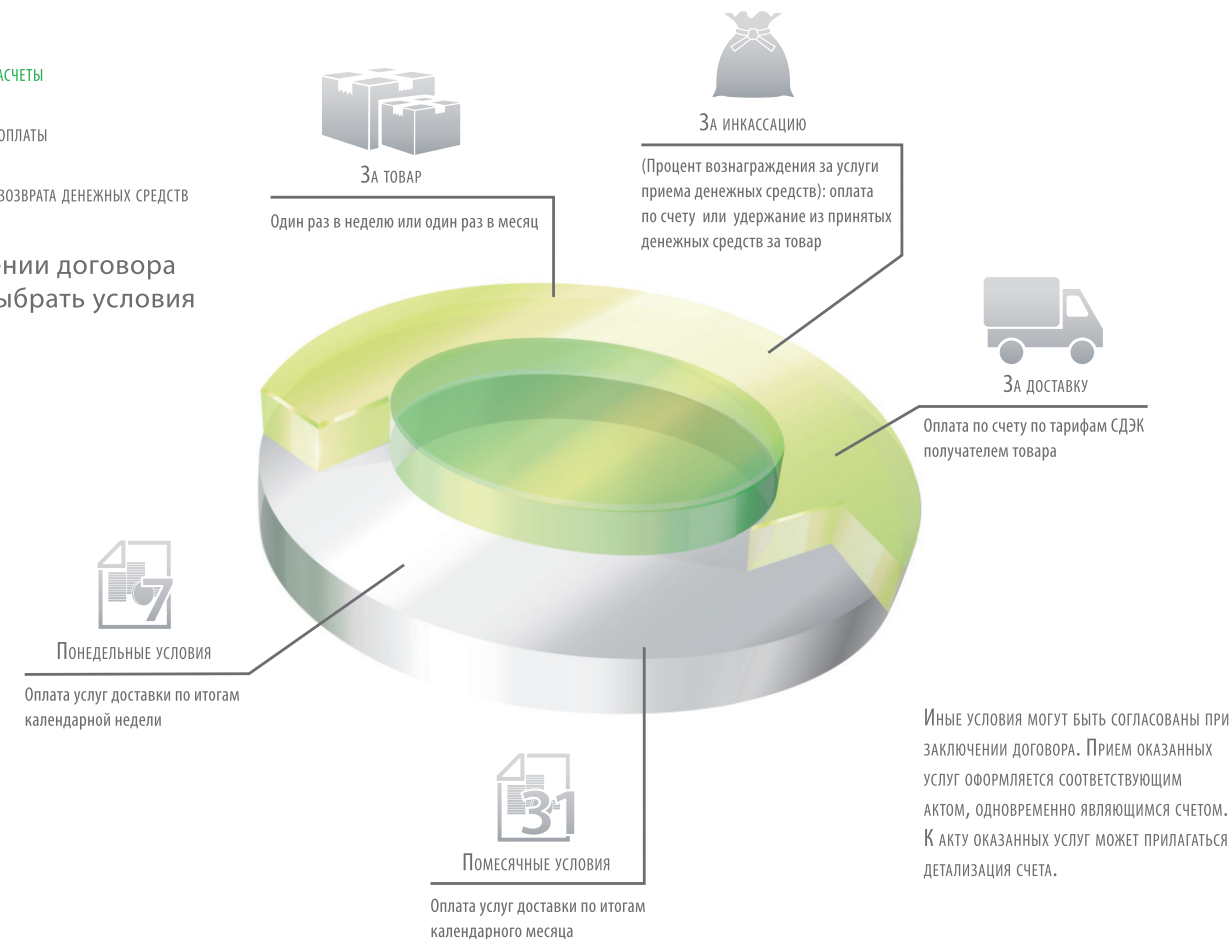 АСЧЕТЫ
ОПЛАТЫ
ВОЗВРАТА ДЕНЕЖНЫХ СРЕДСТВ
ении договора
ыбрать условия
ЗА ТОВАР
Один раз в неделю или один раз в месяц
ЗА ИНКАССАЦИЮ
(Процент вознаграждения за услуги
приема денежных средств): оплата
по счету или удержание из принятых
денежных средств за товар
ЗА ДОСТАВКУ
Оплата по счету по тарифам СДЭК
получателем товара
7
ПОНЕДЕЛЬНЫЕ УСЛОВИЯ
Оплата услуг доставки по итогам
календарной недели
31
ПОМЕСЯЧНЫЕ УСЛОВИЯ
Оплата услуг доставки по итогам
календарного месяца
ИНЫЕ УСЛОВИЯ МОГУТ БЫТЬ СОГЛАСОВАНЫ ПРИ
ЗАКЛЮЧЕНИИ ДОГОВОРА. ПРИЕМ ОКАЗАННЫХ
УСЛУГ ОФОРМЛЯЕТСЯ СООТВЕТСТВУЮЩИМ
АКТОМ, ОДНОВРЕМЕННО ЯВЛЯЮЩИМСЯ СЧЕТОМ.
К АКТУ ОКАЗАННЫХ УСЛУГ МОЖЕТ ПРИЛАГАТЬСЯ
ДЕТАЛИЗАЦИЯ СЧЕТА.